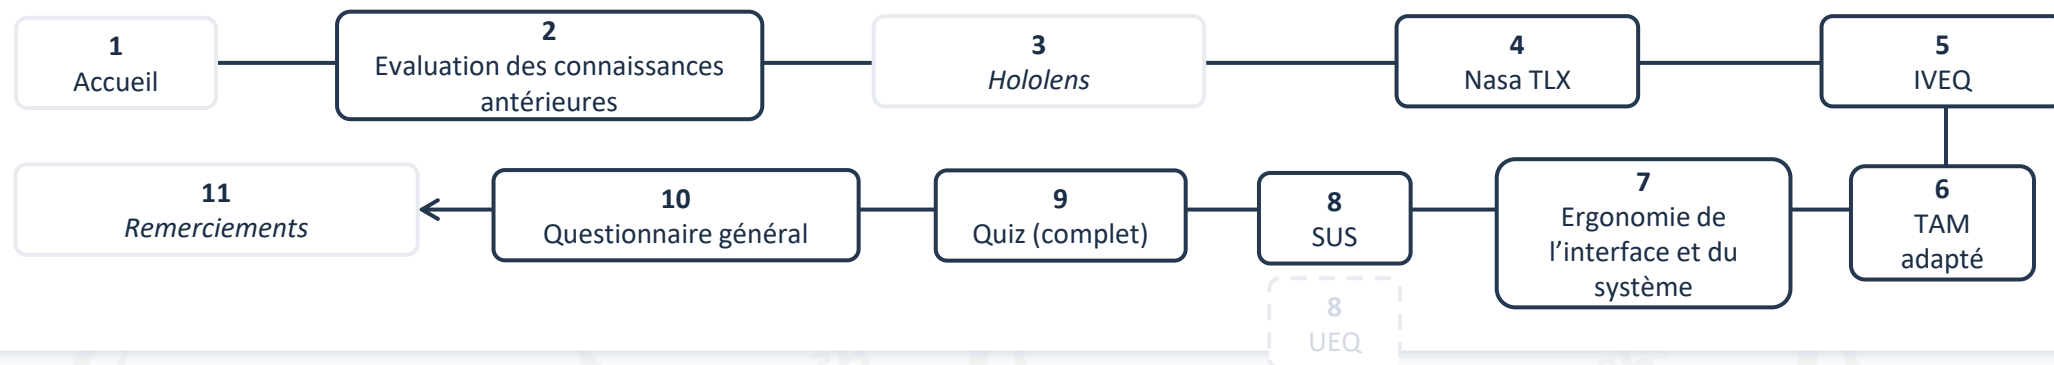 1
Accueil
2
Evaluation des connaissances
antérieures
3
Hololens
4
Nasa TLX
5
IVEQ
6
TAM
adapté
7
Ergonomie de
l'interface et du
système
8
SUS
8
UEQ
9
Quiz (complet)
10
Questionnaire général
11
Remerciements